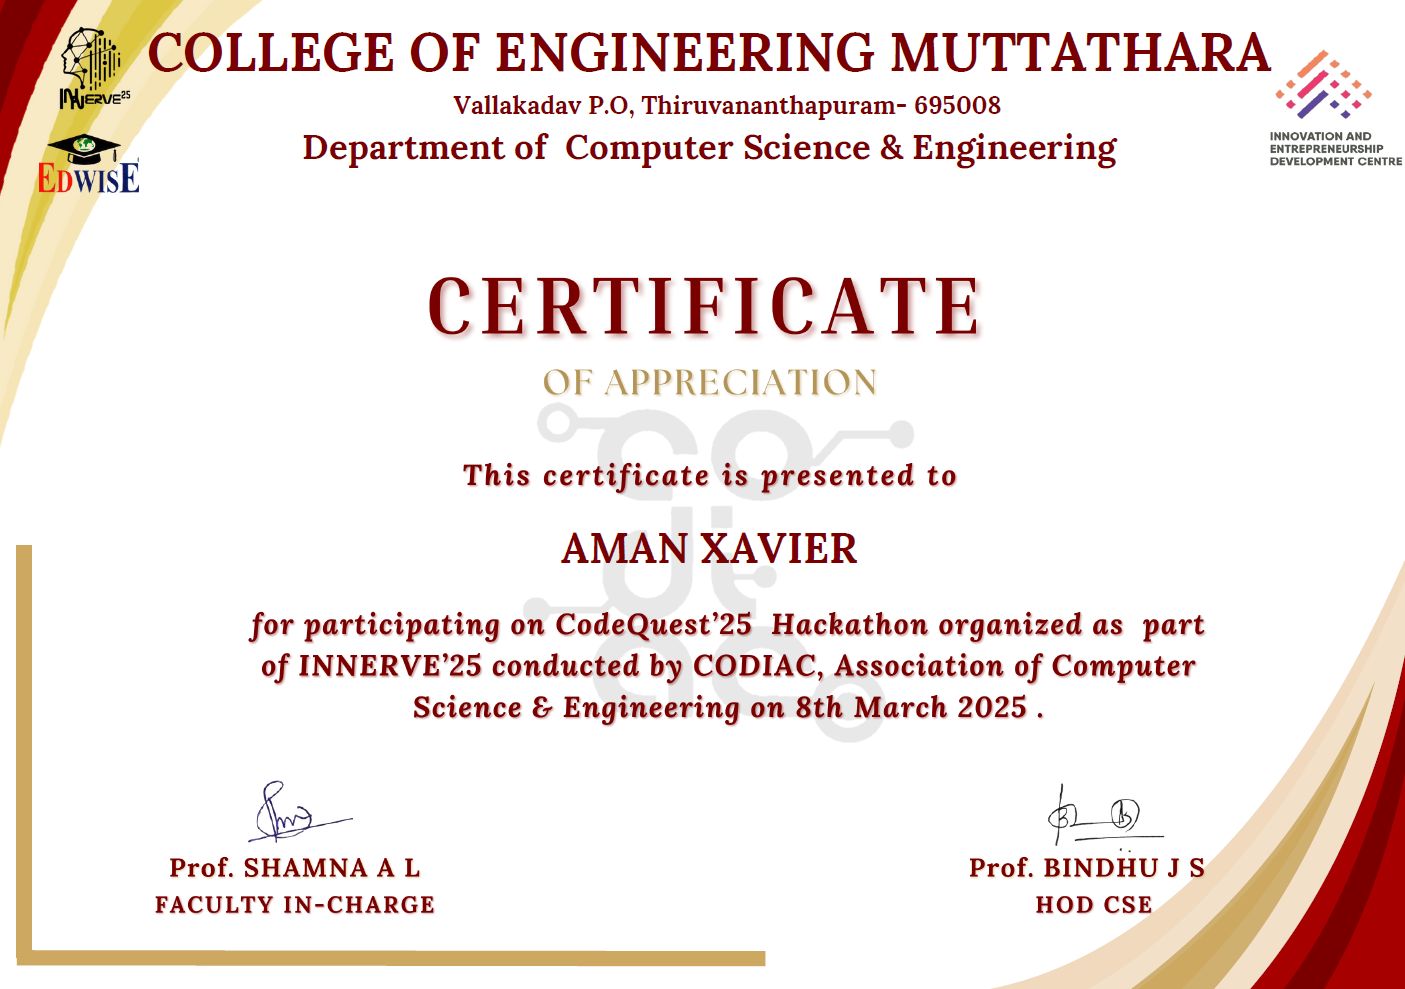 COLLEGE OF ENGINEERING MUTTATHARA
Vallakadav P.O, Thiruvananthapuram- 695008
Department of Computer Science & Engineering
INNERVE25
EDWISE
INNOVATION AND
ENTREPRENEURSHIP
DEVELOPMENT CENTRE
CERTIFICATE
OF APPRECIATION
This certificate is presented to
AMAN XAVIER
for participating on CodeQuest’25 Hackathon organized as part
of INNERVE’25 conducted by CODIAC, Association of Computer
Science & Engineering on 8th March 2025 .
co
di
ac
Prof. SHAMNA A L
FACULTY IN-CHARGE
Prof. BINDHU J S
HOD CSE